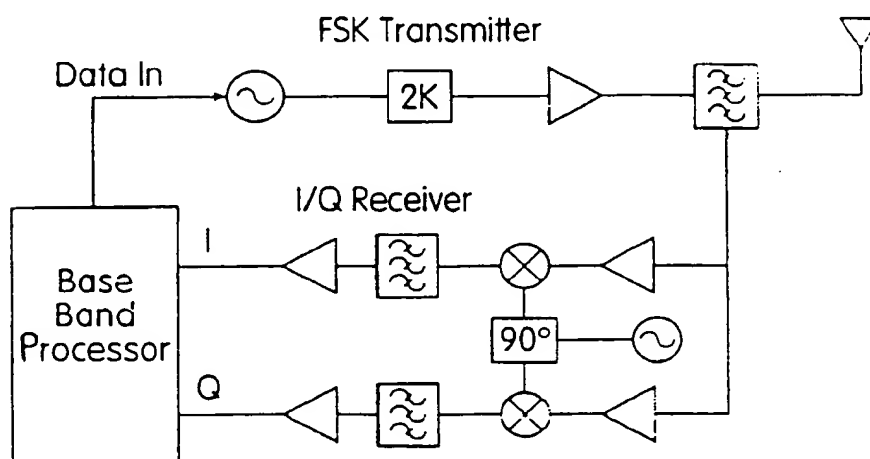 FSK Transmitter
Data In
2K
I/Q Receiver
I
Base
Band
Processor
90°
Q